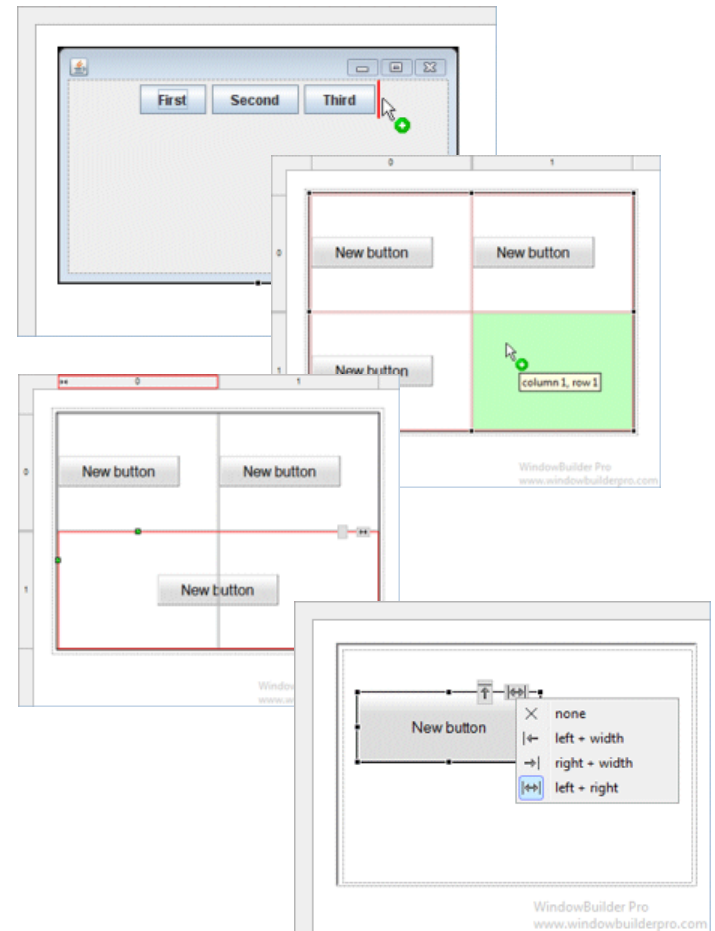 First Second Third
0 1
0
New button New button
1
New button
column 1, row 1
WindowBuilder Pro
www.windowbuilderpro.com
0 1
0
New button New button
1
New button
New button
none
left + width
right + width
left + right
WindowBuilder Pro
www.windowbuilderpro.com